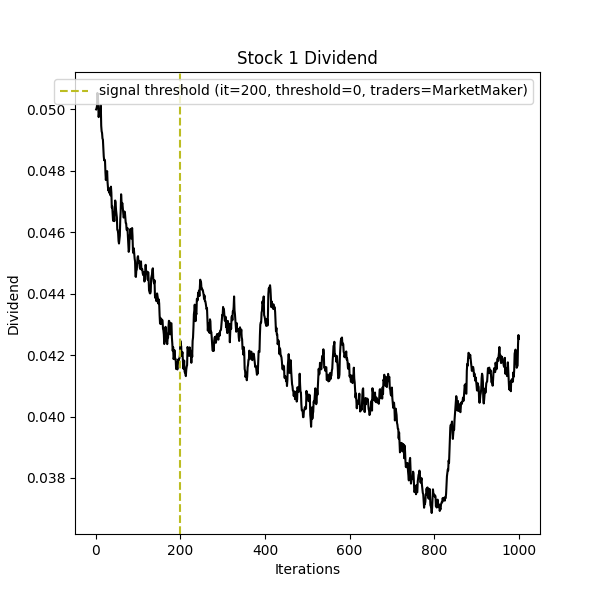 Stock 1 Dividend
signal threshold (it=200, threshold=0, traders=MarketMaker)
0.050
0.048
0.046
0.044
0.042
0.040
0.038
Dividend
0 200 400 600 800 1000
Iterations